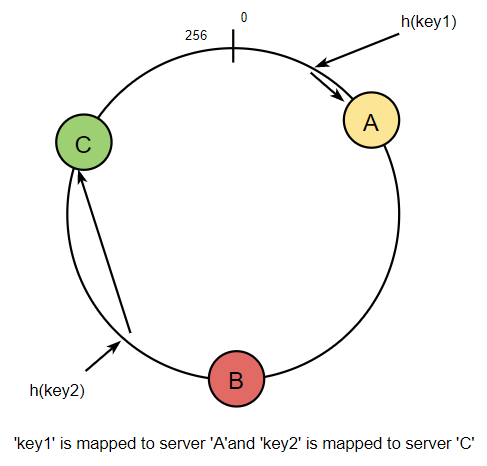 0
256
h(key1)
A
C
B
h(key2)
'key1' is mapped to server 'A'and 'key2' is mapped to server 'C'